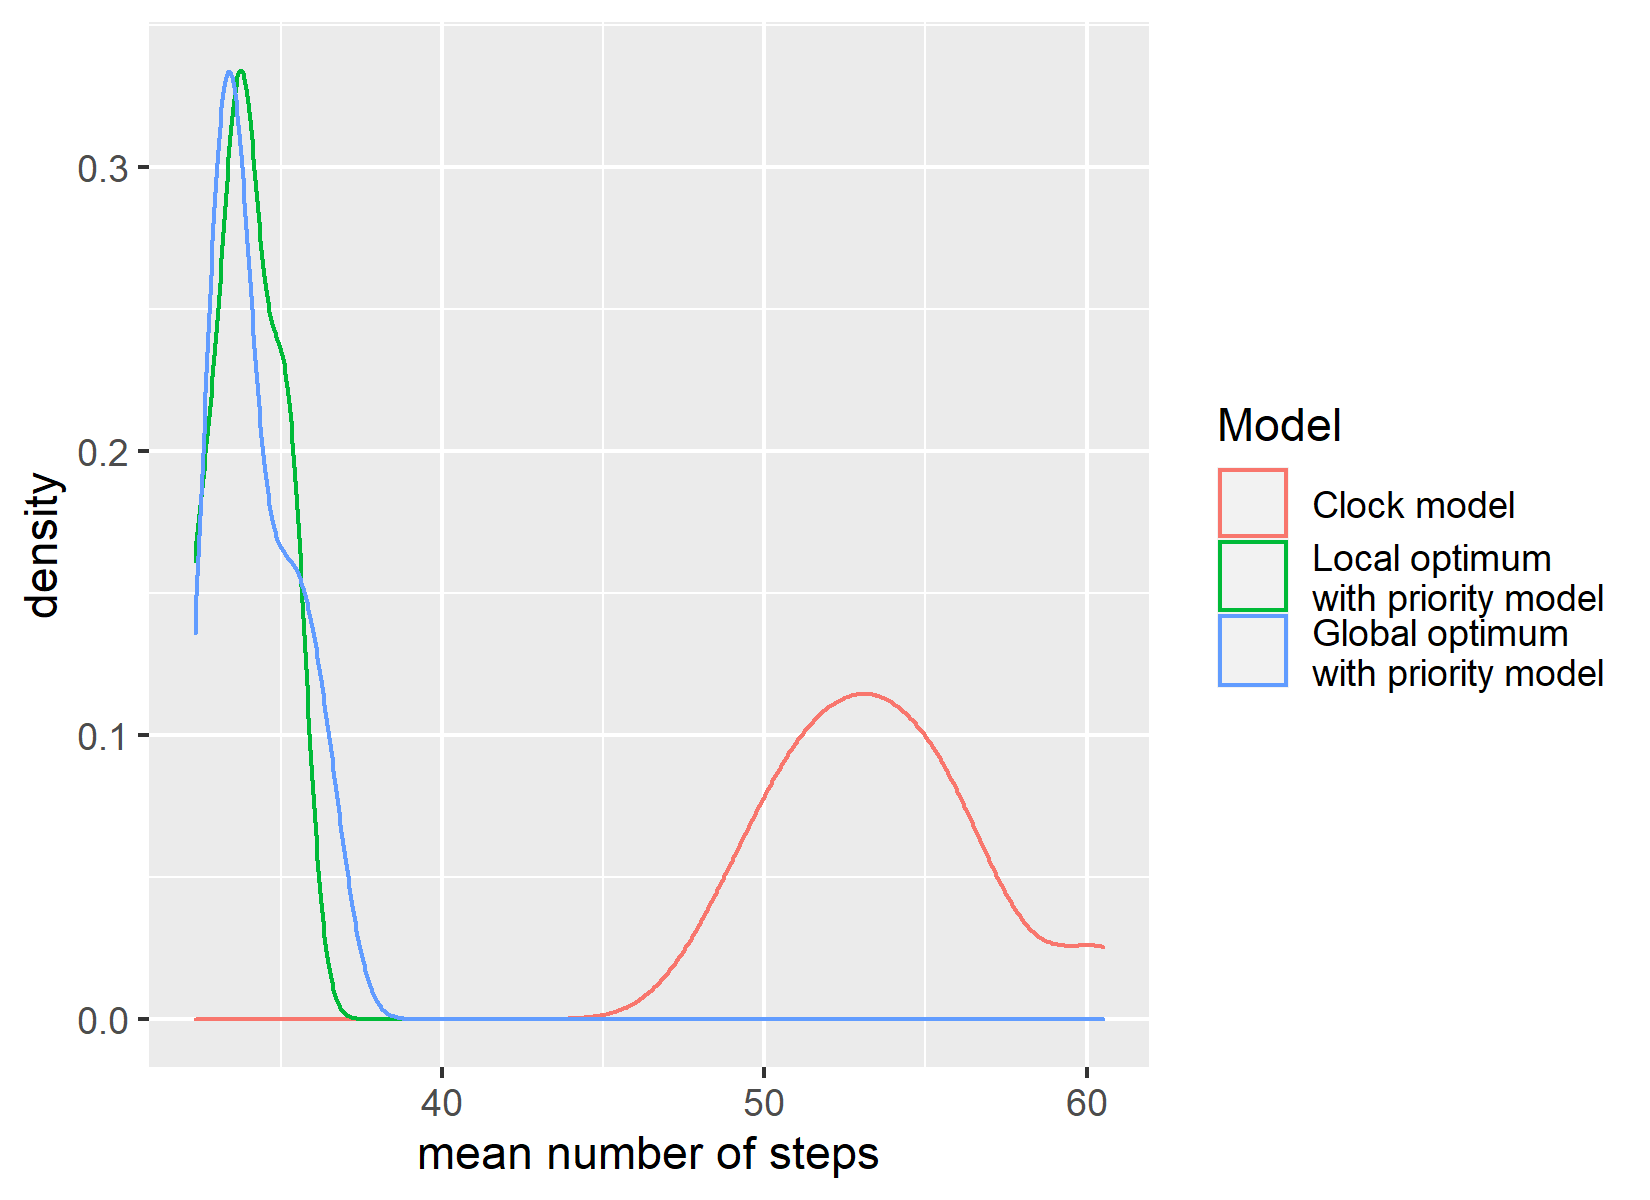 density
0.3
0.2
0.1
0.0
40
50
60
mean number of steps
Model
Clock model
Local optimum
with priority model
Global optimum
with priority model